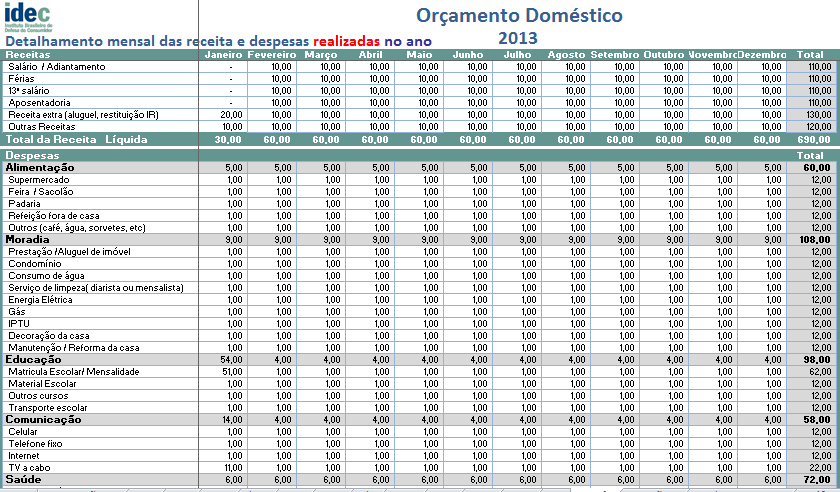 idec
Instituto Brasileiro de
Defesa do Consumidor
Orçamento Doméstico
2013
Detalhamento mensal das receita e despesas realizadas no ano
Receitas Janeiro Fevereiro Março Abril Maio Junho Julho Agosto Setembro Outubro Novembro Dezembro Total
Salário / Adiantamento - 10,00 10,00 10,00 10,00 10,00 10,00 10,00 10,00 10,00 10,00 10,00 110,00
Férias - 10,00 10,00 10,00 10,00 10,00 10,00 10,00 10,00 10,00 10,00 10,00 110,00
13º salário - 10,00 10,00 10,00 10,00 10,00 10,00 10,00 10,00 10,00 10,00 10,00 110,00
Aposentadoria - 10,00 10,00 10,00 10,00 10,00 10,00 10,00 10,00 10,00 10,00 10,00 110,00
Receita extra (aluguel, restituição IR) 20,00 10,00 10,00 10,00 10,00 10,00 10,00 10,00 10,00 10,00 10,00 10,00 130,00
Outras Receitas 10,00 10,00 10,00 10,00 10,00 10,00 10,00 10,00 10,00 10,00 10,00 10,00 120,00
Total da Receita Líquida 30,00 60,00 60,00 60,00 60,00 60,00 60,00 60,00 60,00 60,00 60,00 60,00 690,00
Despesas Total
Alimentação 5,00 5,00 5,00 5,00 5,00 5,00 5,00 5,00 5,00 5,00 5,00 5,00 60,00
Supermercado 1,00 1,00 1,00 1,00 1,00 1,00 1,00 1,00 1,00 1,00 1,00 1,00 12,00
Feira / Sacolão 1,00 1,00 1,00 1,00 1,00 1,00 1,00 1,00 1,00 1,00 1,00 1,00 12,00
Padaria 1,00 1,00 1,00 1,00 1,00 1,00 1,00 1,00 1,00 1,00 1,00 1,00 12,00
Refeição fora de casa 1,00 1,00 1,00 1,00 1,00 1,00 1,00 1,00 1,00 1,00 1,00 1,00 12,00
Outros (café, água, sorvetes, etc) 1,00 1,00 1,00 1,00 1,00 1,00 1,00 1,00 1,00 1,00 1,00 1,00 12,00
Moradia 9,00 9,00 9,00 9,00 9,00 9,00 9,00 9,00 9,00 9,00 9,00 9,00 108,00
Prestação /Aluguel de imóvel 1,00 1,00 1,00 1,00 1,00 1,00 1,00 1,00 1,00 1,00 1,00 1,00 12,00
Condomínio 1,00 1,00 1,00 1,00 1,00 1,00 1,00 1,00 1,00 1,00 1,00 1,00 12,00
Consumo de água 1,00 1,00 1,00 1,00 1,00 1,00 1,00 1,00 1,00 1,00 1,00 1,00 12,00
Serviço de limpeza( diarista ou mensalista) 1,00 1,00 1,00 1,00 1,00 1,00 1,00 1,00 1,00 1,00 1,00 1,00 12,00
Energia Elétrica 1,00 1,00 1,00 1,00 1,00 1,00 1,00 1,00 1,00 1,00 1,00 1,00 12,00
Gás 1,00 1,00 1,00 1,00 1,00 1,00 1,00 1,00 1,00 1,00 1,00 1,00 12,00
IPTU 1,00 1,00 1,00 1,00 1,00 1,00 1,00 1,00 1,00 1,00 1,00 1,00 12,00
Decoração da casa 1,00 1,00 1,00 1,00 1,00 1,00 1,00 1,00 1,00 1,00 1,00 1,00 12,00
Manutenção / Reforma da casa 1,00 1,00 1,00 1,00 1,00 1,00 1,00 1,00 1,00 1,00 1,00 1,00 12,00
Educação 54,00 4,00 4,00 4,00 4,00 4,00 4,00 4,00 4,00 4,00 4,00 4,00 98,00
Matricula Escolar/ Mensalidade 51,00 1,00 1,00 1,00 1,00 1,00 1,00 1,00 1,00 1,00 1,00 1,00 62,00
Material Escolar 1,00 1,00 1,00 1,00 1,00 1,00 1,00 1,00 1,00 1,00 1,00 1,00 12,00
Outros cursos 1,00 1,00 1,00 1,00 1,00 1,00 1,00 1,00 1,00 1,00 1,00 1,00 12,00
Transporte escolar 1,00 1,00 1,00 1,00 1,00 1,00 1,00 1,00 1,00 1,00 1,00 1,00 12,00
Comunicação 14,00 4,00 4,00 4,00 4,00 4,00 4,00 4,00 4,00 4,00 4,00 4,00 58,00
Celular 1,00 1,00 1,00 1,00 1,00 1,00 1,00 1,00 1,00 1,00 1,00 1,00 12,00
Telefone fixo 1,00 1,00 1,00 1,00 1,00 1,00 1,00 1,00 1,00 1,00 1,00 1,00 12,00
Internet 1,00 1,00 1,00 1,00 1,00 1,00 1,00 1,00 1,00 1,00 1,00 1,00 12,00
TV a cabo 11,00 1,00 1,00 1,00 1,00 1,00 1,00 1,00 1,00 1,00 1,00 1,00 22,00
Saúde 6,00 6,00 6,00 6,00 6,00 6,00 6,00 6,00 6,00 6,00 6,00 6,00 72,00